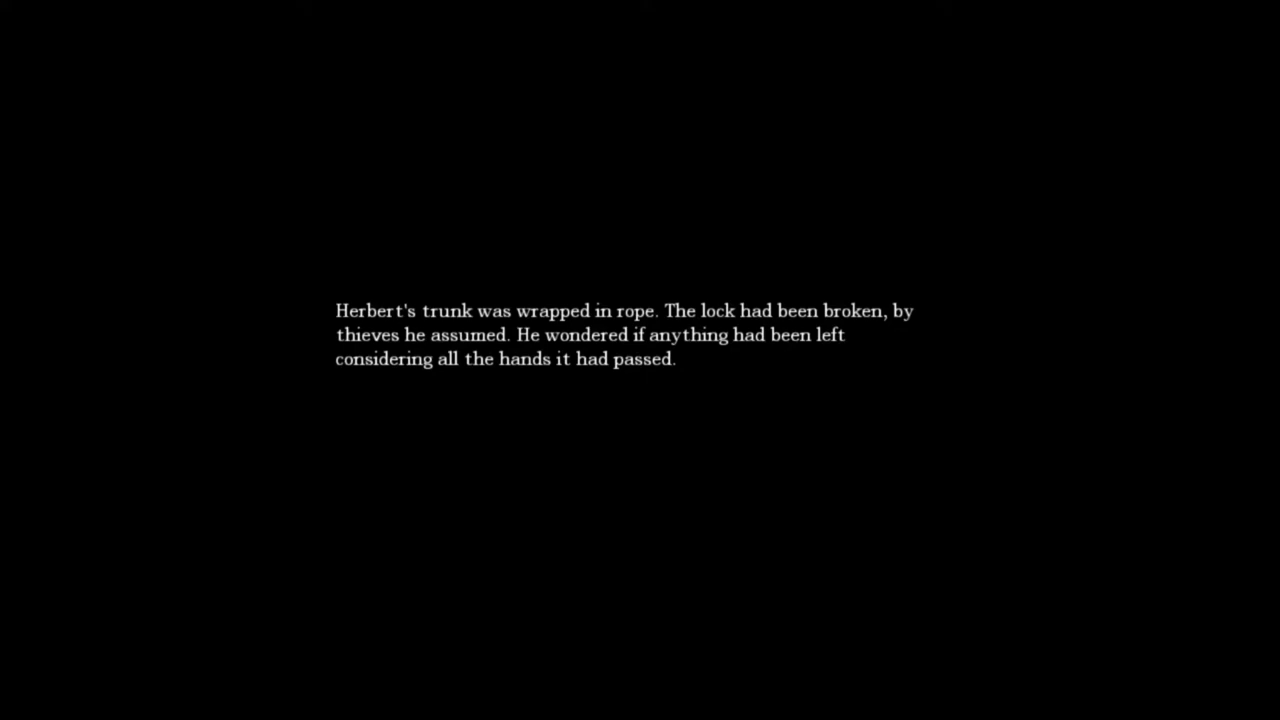 Herbert's trunk was wrapped in rope. The lock had been broken, by
thieves he assumed. He wondered if anything had been left
considering all the hands it had passed.